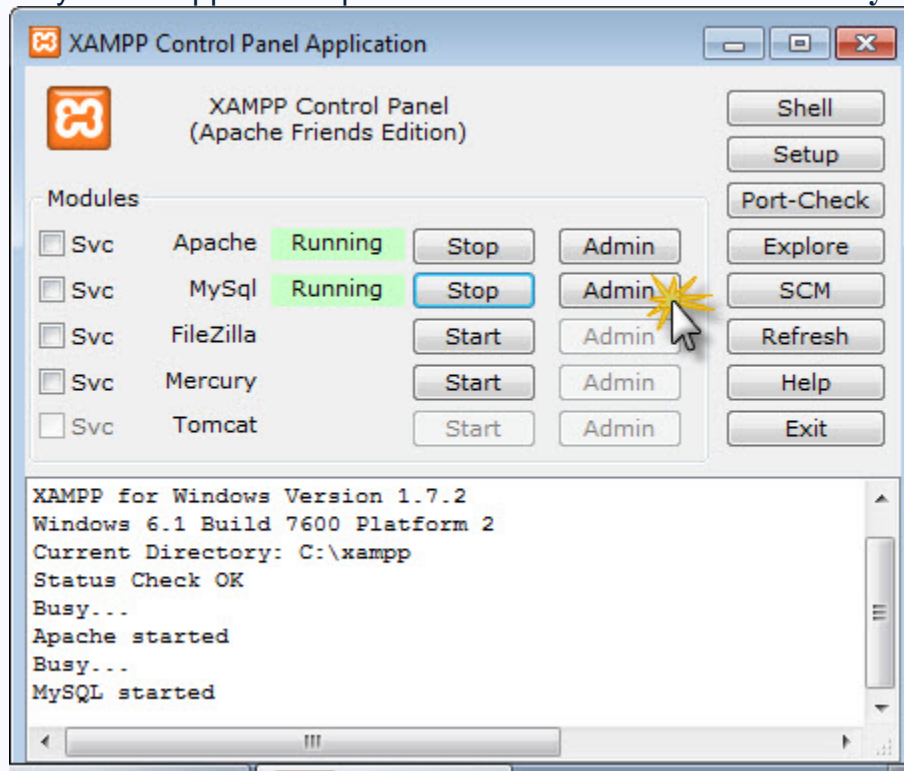 XAMPP Control Panel Application
XAMPP Control Panel
(Apache Friends Edition)
Shell
Setup
Port-Check
Modules
Svc Apache Running Stop Admin Explore
Svc MySql Running Stop Admin SCM
Svc FileZilla Start Admin Refresh
Svc Mercury Start Admin Help
Svc Tomcat Start Admin Exit
XAMPP for Windows Version 1.7.2
Windows 6.1 Build 7600 Platform 2
Current Directory: C:\xampp
Status Check OK
Busy...
Apache started
Busy...
MySQL started